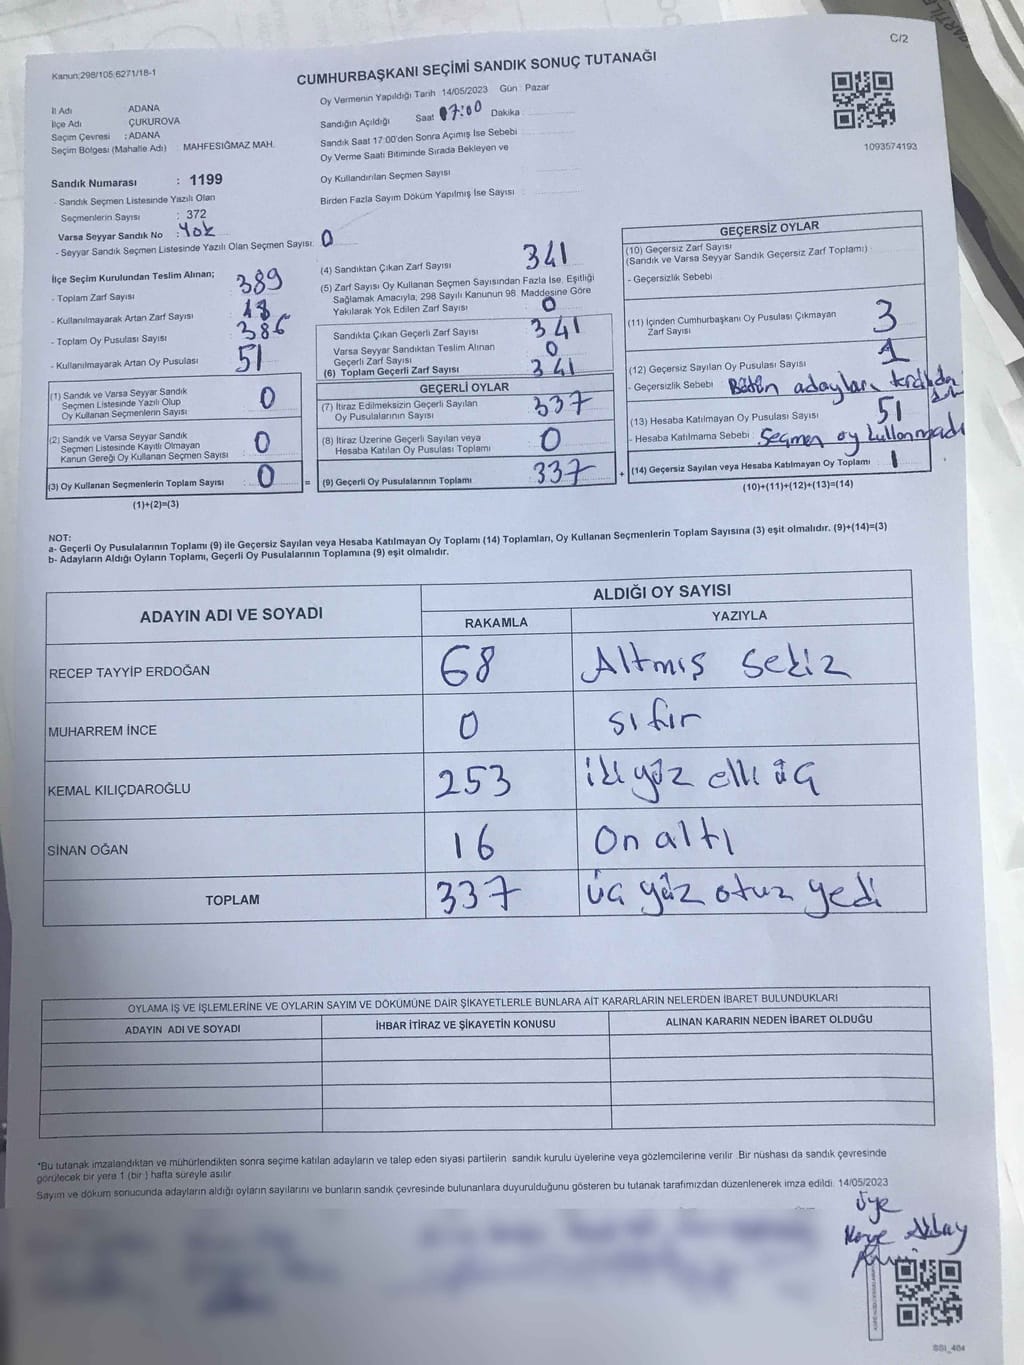 C/2
Kanun:298/105,6271/18-1
CUMHURBAŞKANI SEÇİMİ SANDIK SONUÇ TUTANAĞI
İl Adı ADANA
İlçe Adı ÇUKUROVA
Seçim Çevresi : ADANA
Seçim Bölgesi (Mahalle Adı) MAHFESIĞMAZ MAH.
Oy Vermenin Yapıldığı Tarih 14/05/2023 Gün : Pazar
Sandığın Açıldığı Saat 07:00 Dakika
Sandık Saat 17:00'den Sonra Açılmış İse Sebebi
Oy Verme Saati Bitiminde Sırada Bekleyen ve
Oy Kullandırılan Seçmen Sayısı
Birden Fazla Sayım Döküm Yapılmış İse Sayısı
1093574193
Sandık Numarası : 1199
- Sandık Seçmen Listesinde Yazılı Olan
Seçmenlerin Sayısı : 372
Varsa Seyyar Sandık No : Yok
- Seyyar Sandık Seçmen Listesinde Yazılı Olan Seçmen Sayısı: 0
İlçe Seçim Kurulundan Teslim Alınan;
- Toplam Zarf Sayısı 389
- Kullanılmayarak Artan Zarf Sayısı
- Toplam Oy Pusulası Sayısı 386
- Kullanılmayarak Artan Oy Pusulası 51
(1) Sandık ve Varsa Seyyar Sandık
Seçmen Listesinde Yazılı Olup
Oy Kullanan Seçmenlerin Sayısı 0
(2) Sandık ve Varsa Seyyar Sandık
Seçmen Listesinde Kayıtlı Olmayan
Kanun Gereği Oy Kullanan Seçmen Sayısı 0
(3) Oy Kullanan Seçmenlerin Toplam Sayısı 0
(1)+(2)=(3)
(4) Sandıktan Çıkan Zarf Sayısı 341
(5) Zarf Sayısı Oy Kullanan Seçmen Sayısından Fazla İse, Eşitliği
Sağlamak Amacıyla, 298 Sayılı Kanunun 98. Maddesine Göre
Yakılarak Yok Edilen Zarf Sayısı 0
Sandıkta Çıkan Geçerli Zarf Sayısı 341
Varsa Seyyar Sandıktan Teslim Alınan
Geçerli Zarf Sayısı 0
(6) Toplam Geçerli Zarf Sayısı 341
GEÇERLİ OYLAR
(7) İtiraz Edilmeksizin Geçerli Sayılan
Oy Pusulalarının Sayısı 337
(8) İtiraz Üzerine Geçerli Sayılan veya
Hesaba Katılan Oy Pusulası Toplamı 0
= (9) Geçerli Oy Pusulalarının Toplamı 337 +
GEÇERSİZ OYLAR
(10) Geçersiz Zarf Sayısı
(Sandık ve Varsa Seyyar Sandık Geçersiz Zarf Toplamı)
- Geçersizlik Sebebi
(11) İçinden Cumhurbaşkanı Oy Pusulası Çıkmayan
Zarf Sayısı 3
(12) Geçersiz Sayılan Oy Pusulası Sayısı 1
- Geçersizlik Sebebi : Bütün adayları
(13) Hesaba Katılmayan Oy Pusulası Sayısı 51
- Hesaba Katılmama Sebebi : Seçmen oy kullanmadı
(14) Geçersiz Sayılan veya Hesaba Katılmayan Oy Toplamı 1
(10)+(11)+(12)+(13)=(14)
NOT:
a- Geçerli Oy Pusulalarının Toplamı (9) ile Geçersiz Sayılan veya Hesaba Katılmayan Oy Toplamı (14) Toplamları, Oy Kullanan Seçmenlerin Toplam Sayısına (3) eşit olmalıdır. (9)+(14)=(3)
b- Adayların Aldığı Oyların Toplamı, Geçerli Oy Pusulalarının Toplamına (9) eşit olmalıdır.
ADAYIN ADI VE SOYADI
ALDIĞI OY SAYISI
RAKAMLA YAZIYLA
RECEP TAYYİP ERDOĞAN 68 Altmış sekiz
MUHARREM İNCE 0 sıfır
KEMAL KILIÇDAROĞLU 253 iki yüz elli üç
SİNAN OĞAN 16 On altı
TOPLAM 337 üç yüz otuz yedi
OYLAMA İŞ VE İŞLEMLERİNE VE OYLARIN SAYIM VE DÖKÜMÜNE DAİR ŞİKAYETLERLE BUNLARA AİT KARARLARIN NELERDEN İBARET BULUNDUKLARI
ADAYIN ADI VE SOYADI İHBAR İTİRAZ VE ŞİKAYETİN KONUSU ALINAN KARARIN NEDEN İBARET OLDUĞU
*Bu tutanak imzalandıktan ve mühürlendikten sonra seçime katılan adayların ve talep eden siyasi partilerin sandık kurulu üyelerine veya gözlemcilerine verilir. Bir nüshası da sandık çevresinde
görülecek bir yere 1 (bir) hafta süreyle asılır.
Sayım ve döküm sonucunda adayların aldığı oyların sayılarını ve bunların sandık çevresinde bulunanlara duyurulduğunu gösteren bu tutanak tarafımızdan düzenlenerek imza edildi. 14/05/2023
Üye
SSI_404